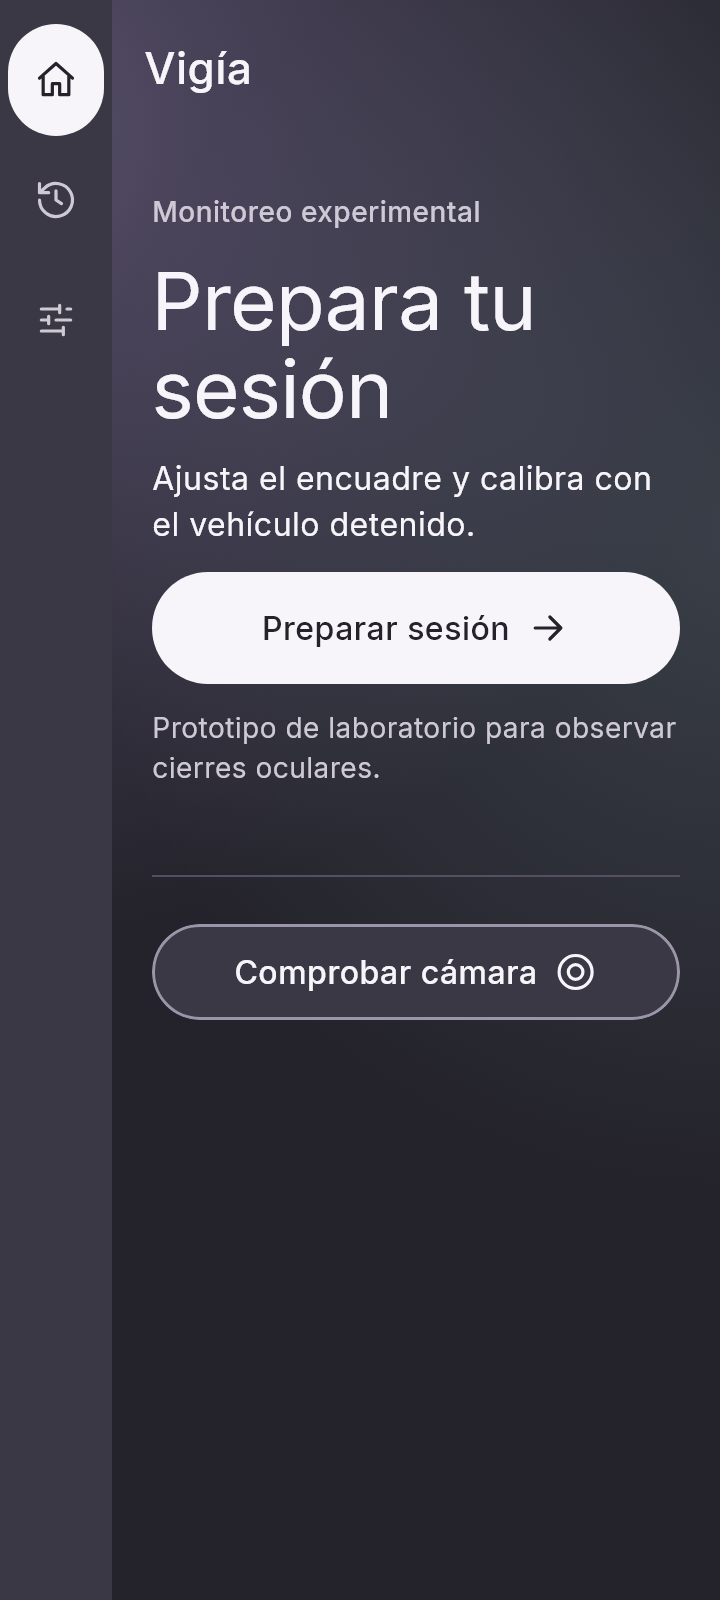 Vigía
Monitoreo experimental
Prepara tu
sesión
Ajusta el encuadre y calibra con
el vehículo detenido.
Preparar sesión
Prototipo de laboratorio para observar
cierres oculares.
Comprobar cámara